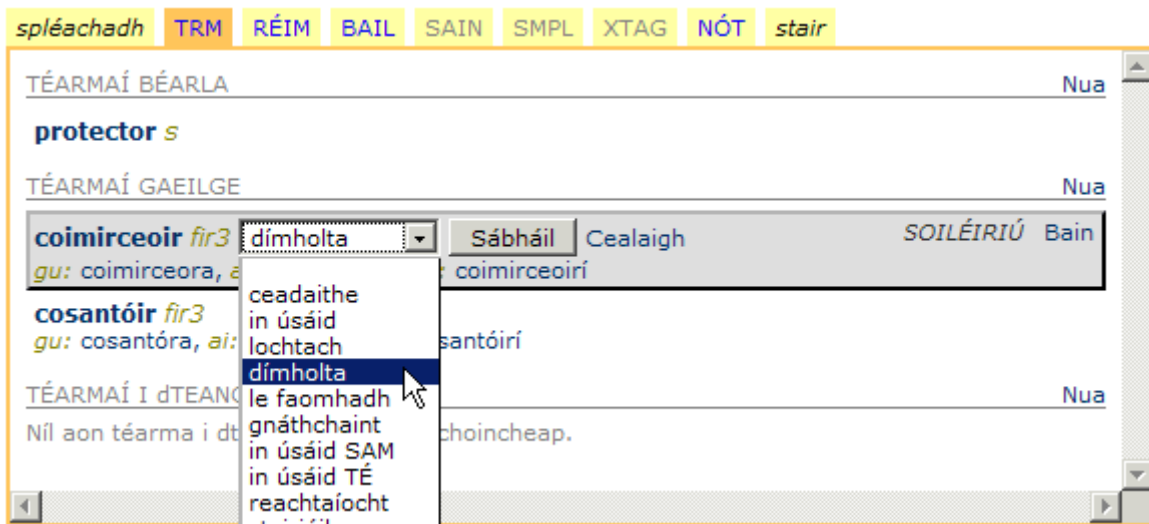 spléachadh TRM RÉIM BAIL SAIN SMPL XTAG NÓT stair
TÉARMAÍ BÉARLA Nua
protector s
TÉARMAÍ GAEILGE Nua
coimirceoir fir3 dímholta Sábháil Cealaigh SOILÉIRIÚ Bain
gu: coimirceora, : coimirceoirí
ceadaithe
in úsáid
lochtach
dímholta
le faomhadh
gnáthchaint
in úsáid SAM
in úsáid TÉ
reachtaíocht
cosantóir fir3
gu: cosantóra, ai: santóirí
TÉARMAÍ I dTEANG Nua
Níl aon téarma i dt choincheap.